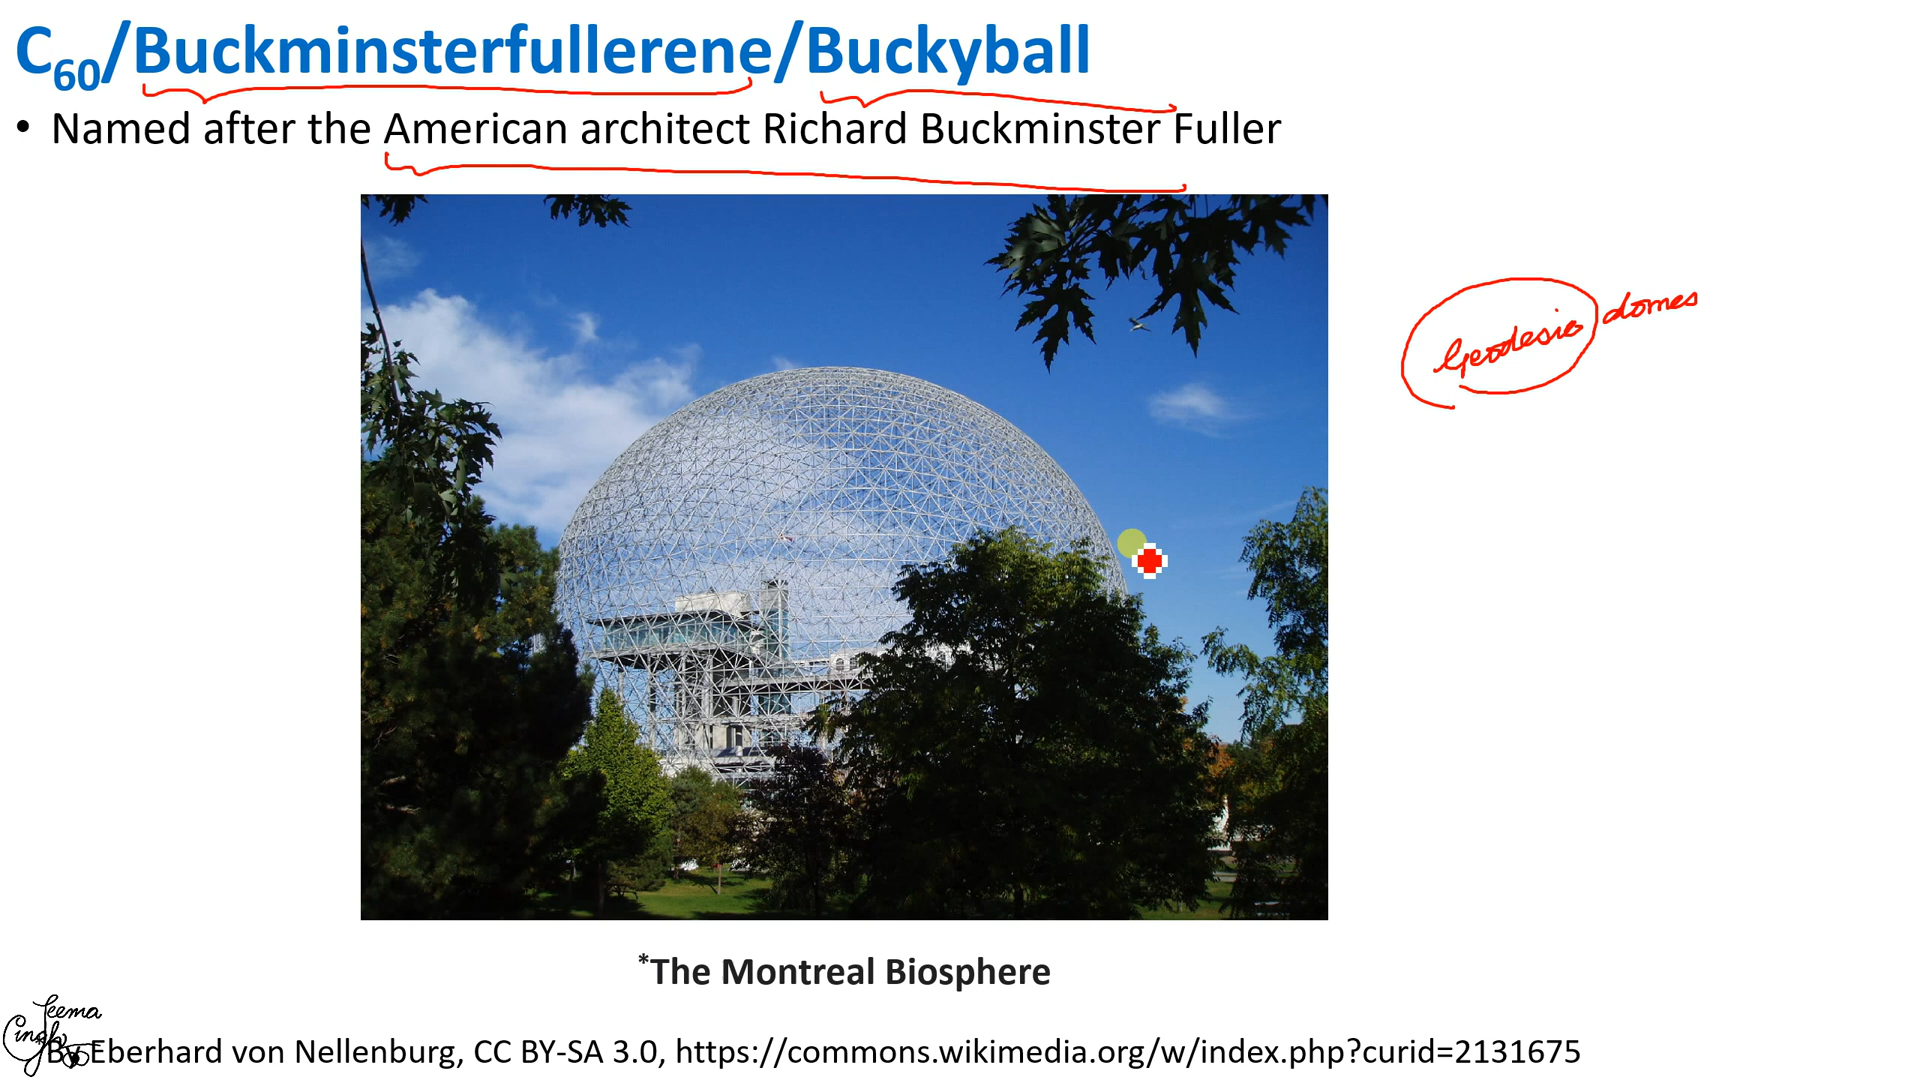 C60/Buckminsterfullerene/Buckyball
• Named after the American architect Richard Buckminster Fuller
Geodesic domes
*The Montreal Biosphere
*By Eberhard von Nellenburg, CC BY-SA 3.0, https://commons.wikimedia.org/w/index.php?curid=2131675